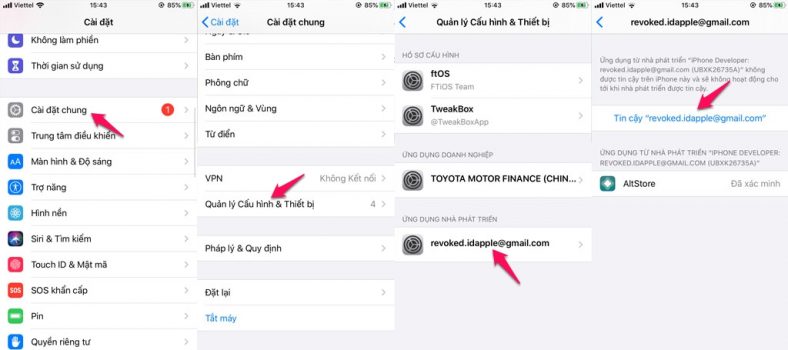 Viettel 15:43 85%
Cài đặt
Không làm phiền
Thời gian sử dụng
Cài đặt chung 1
Trung tâm điều khiển
AA Màn hình & Độ sáng
Trợ năng
Hình nền
Siri & Tìm kiếm
Touch ID & Mật mã
SOS SOS khẩn cấp
Pin
Quyền riêng tư
Viettel 15:43 85%
Cài đặt Cài đặt chung
Ngày & Giờ
Bàn phím
Phông chữ
Ngôn ngữ & Vùng
Từ điển
VPN Không Kết nối
Quản lý Cấu hình & Thiết bị 4
Pháp lý & Quy định
Đặt lại
Tắt máy
Viettel 15:43 85%
Quản lý Cấu hình & Thiết bị
HỒ SƠ CẤU HÌNH
ftOS
FTiOS Team
TweakBox
@TweakBoxApp
ỨNG DỤNG DOANH NGHIỆP
TOYOTA MOTOR FINANCE (CHIN...
ỨNG DỤNG NHÀ PHÁT TRIỂN
revoked.idapple@gmail.com
Viettel 15:43 85%
revoked.idapple@gmail.com
Ứng dụng từ nhà phát triển “iPhone Developer:
revoked.idapple@gmail.com (UBXK26735A)” không
được tin cậy trên iPhone này và sẽ không hoạt động cho
tới khi nhà phát triển được tin cậy.
Tin cậy “revoked.idapple@gmail.com”
ỨNG DỤNG TỪ NHÀ PHÁT TRIỂN “IPHONE DEVELOPER:
REVOKED.IDAPPLE@GMAIL.COM (UBXK26735A)”
AltStore Đã xác minh